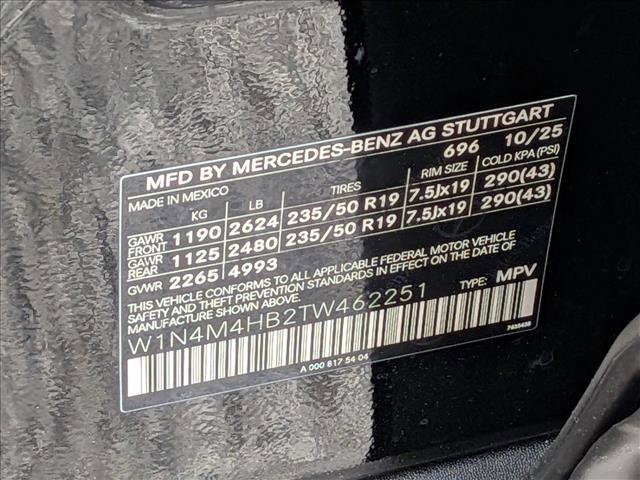 MFD BY MERCEDES-BENZ AG STUTTGART
MADE IN MEXICO 696 10/25
KG LB TIRES RIM SIZE COLD KPA (PSI)
GAWR FRONT 1190 2624 235/50 R19 7.5Jx19 290(43)
GAWR REAR 1125 2480 235/50 R19 7.5Jx19 290(43)
GVWR 2265 4993
THIS VEHICLE CONFORMS TO ALL APPLICABLE FEDERAL MOTOR VEHICLE
SAFETY AND THEFT PREVENTION STANDARDS IN EFFECT ON THE DATE OF
MANUFACTURE SHOWN ABOVE.
W1N4M4HB2TW462251 TYPE: MPV
A 000 817 54 04